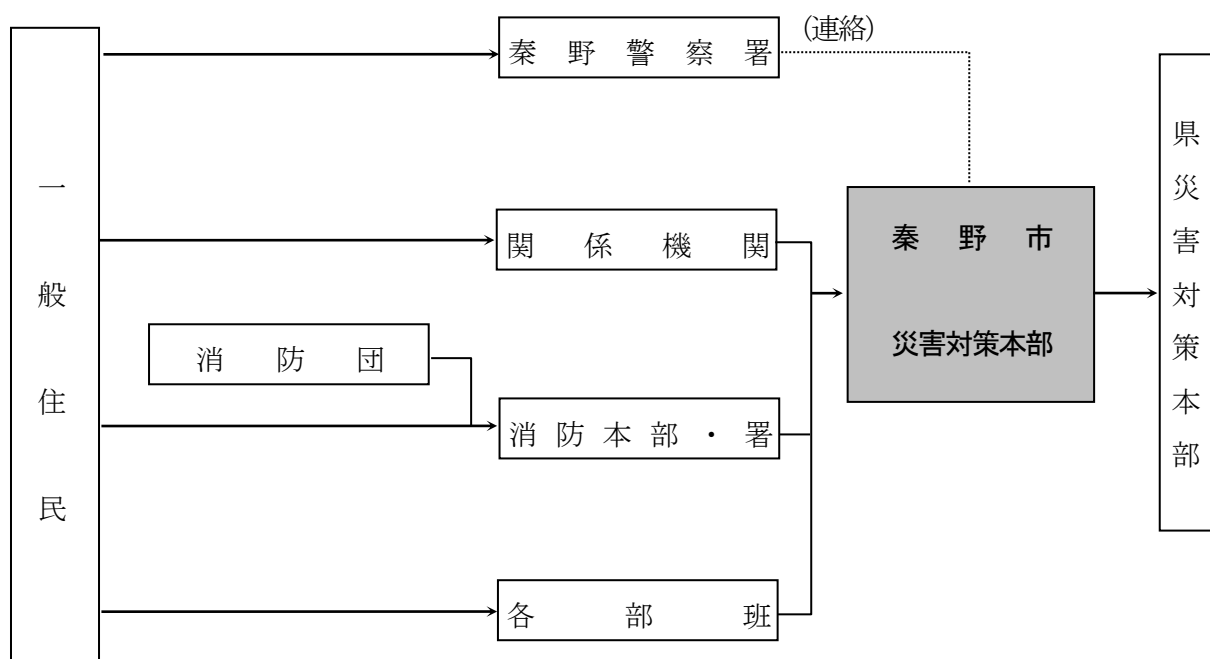 一般住民
秦野警察署
(連絡)
関係機関
消防団
消防本部・署
各部班
秦野市
災害対策本部
県災害対策本部